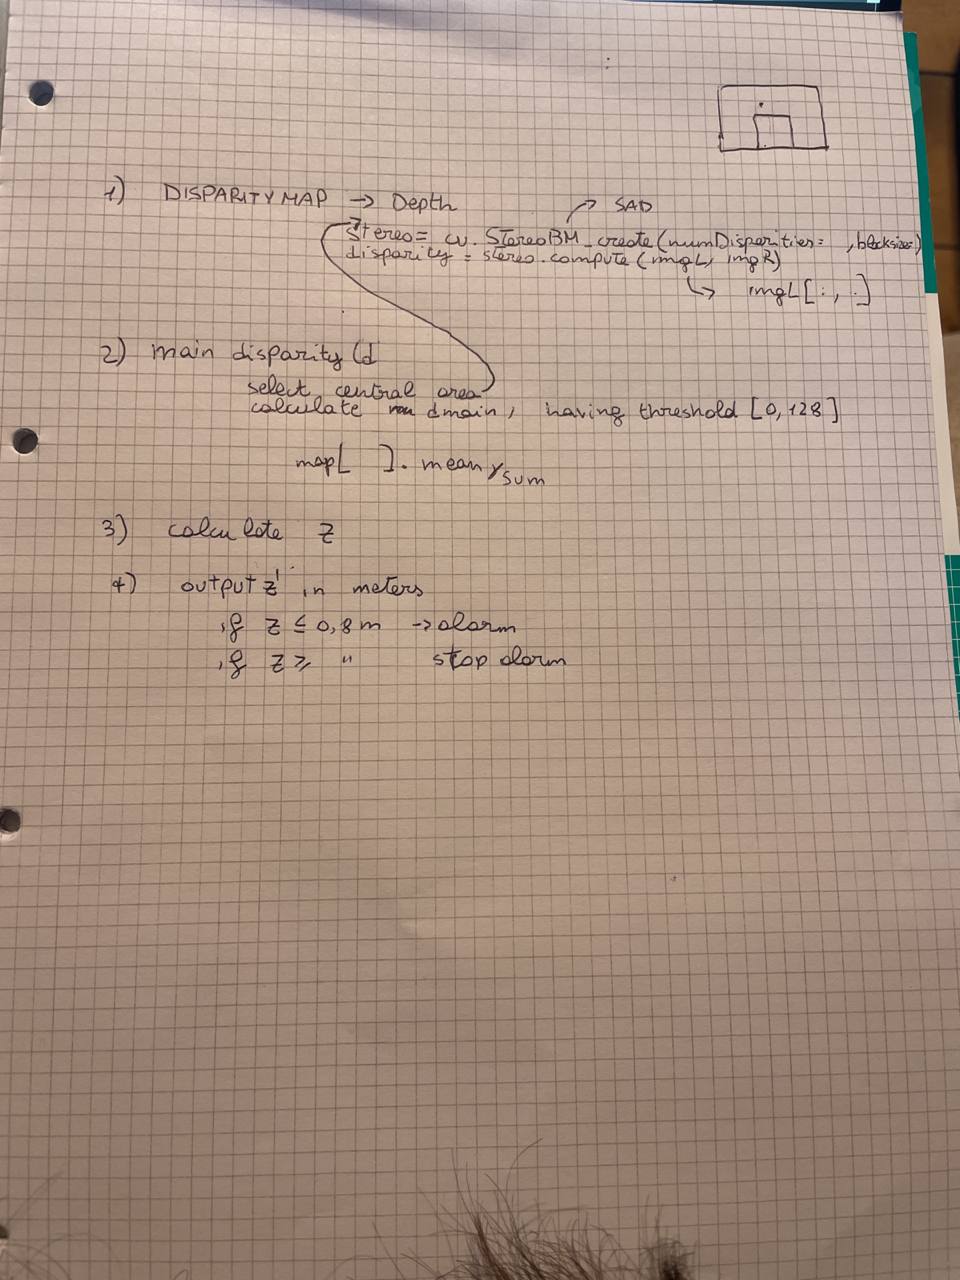 1) DISPARITY MAP → Depth
→ SAD
stereo = cv.StereoBM_create(numDisparities= , blocksize=)
disparity = stereo.compute(imgL, imgR)
↳ imgL[:, .]
2) main disparity (d
select central area
calculate dmain, having threshold [0,128]
map[ ].mean
sum
3) calculate z
4) output z in meters
if z ≤ 0,8m → alarm
if z ≥ " stop alarm